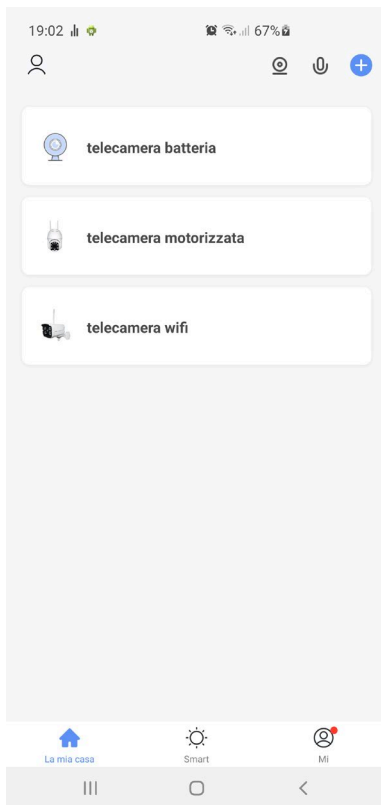 19:02
67%
telecamera batteria
telecamera motorizzata
telecamera wifi
La mia casa
Smart
Mi